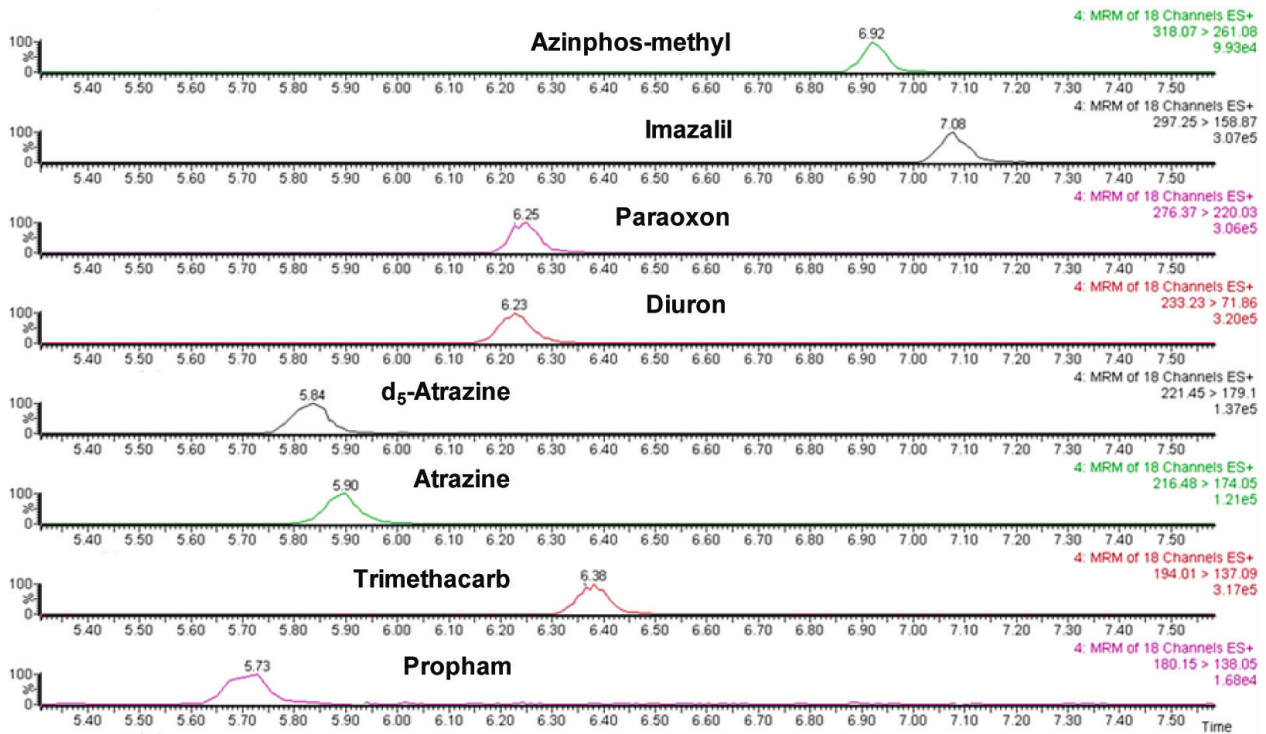 4: MRM of 18 Channels ES+
318.07 > 261.08
9.93e4
Azinphos-methyl
6.92
100
%
0
5.40 5.50 5.60 5.70 5.80 5.90 6.00 6.10 6.20 6.30 6.40 6.50 6.60 6.70 6.80 6.90 7.00 7.10 7.20 7.30 7.40 7.50
4: MRM of 18 Channels ES+
297.25 > 158.87
3.07e5
Imazalil
7.08
100
%
0
5.40 5.50 5.60 5.70 5.80 5.90 6.00 6.10 6.20 6.30 6.40 6.50 6.60 6.70 6.80 6.90 7.00 7.10 7.20 7.30 7.40 7.50
4: MRM of 18 Channels ES+
276.37 > 220.03
3.06e5
Paraoxon
6.25
100
%
0
5.40 5.50 5.60 5.70 5.80 5.90 6.00 6.10 6.20 6.30 6.40 6.50 6.60 6.70 6.80 6.90 7.00 7.10 7.20 7.30 7.40 7.50
4: MRM of 18 Channels ES+
233.23 > 71.86
3.20e5
Diuron
6.23
100
%
0
5.40 5.50 5.60 5.70 5.80 5.90 6.00 6.10 6.20 6.30 6.40 6.50 6.60 6.70 6.80 6.90 7.00 7.10 7.20 7.30 7.40 7.50
4: MRM of 18 Channels ES+
221.45 > 179.1
1.37e5
d₅-Atrazine
5.84
100
%
0
5.40 5.50 5.60 5.70 5.80 5.90 6.00 6.10 6.20 6.30 6.40 6.50 6.60 6.70 6.80 6.90 7.00 7.10 7.20 7.30 7.40 7.50
4: MRM of 18 Channels ES+
216.48 > 174.05
1.21e5
Atrazine
5.90
100
%
0
5.40 5.50 5.60 5.70 5.80 5.90 6.00 6.10 6.20 6.30 6.40 6.50 6.60 6.70 6.80 6.90 7.00 7.10 7.20 7.30 7.40 7.50
4: MRM of 18 Channels ES+
194.01 > 137.09
3.17e5
Trimethacarb
6.38
100
%
0
5.40 5.50 5.60 5.70 5.80 5.90 6.00 6.10 6.20 6.30 6.40 6.50 6.60 6.70 6.80 6.90 7.00 7.10 7.20 7.30 7.40 7.50
4: MRM of 18 Channels ES+
180.15 > 138.05
1.68e4
Propham
5.73
100
%
0
5.40 5.50 5.60 5.70 5.80 5.90 6.00 6.10 6.20 6.30 6.40 6.50 6.60 6.70 6.80 6.90 7.00 7.10 7.20 7.30 7.40 7.50
Time